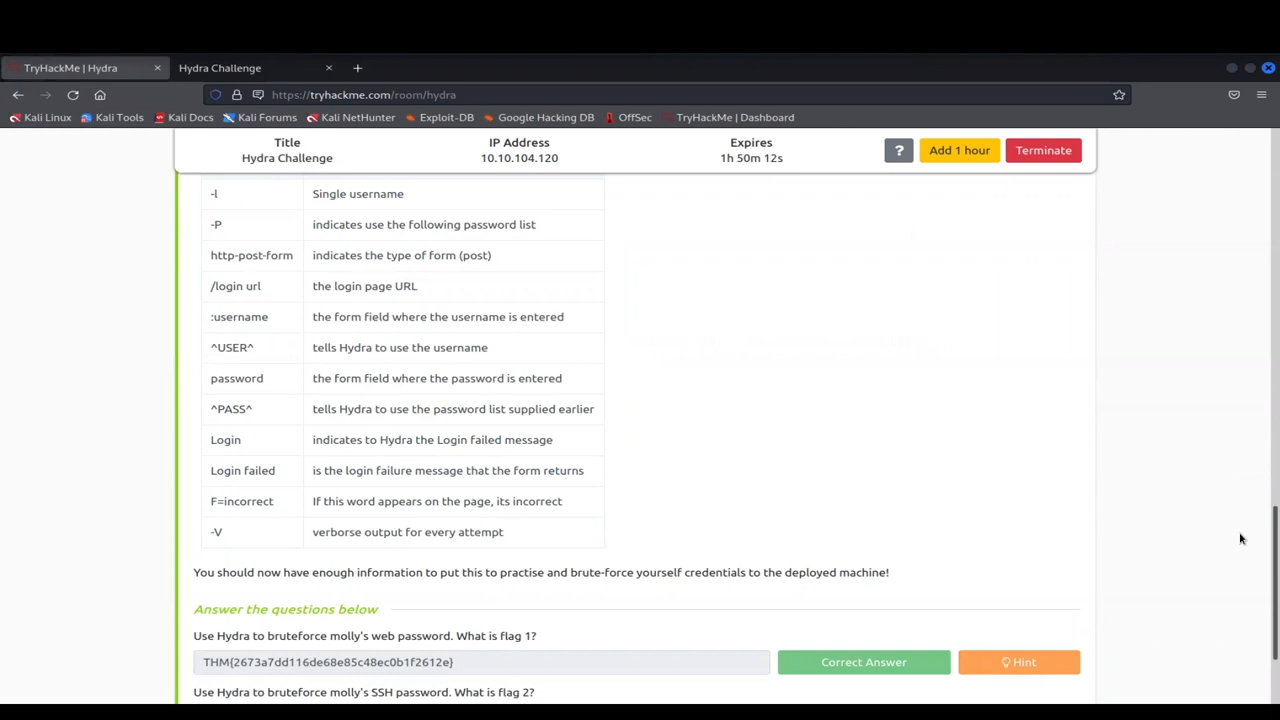 TryHackMe | Hydra
Hydra Challenge
https://tryhackme.com/room/hydra
Kali Linux Kali Tools Kali Docs Kali Forums Kali NetHunter Exploit-DB Google Hacking DB OffSec TryHackMe | Dashboard
Title IP Address Expires
Hydra Challenge 10.10.104.120 1h 50m 12s
? Add 1 hour Terminate
-l Single username
-P indicates use the following password list
http-post-form indicates the type of form (post)
/login url the login page URL
:username the form field where the username is entered
^USER^ tells Hydra to use the username
password the form field where the password is entered
^PASS^ tells Hydra to use the password list supplied earlier
Login indicates to Hydra the Login failed message
Login failed is the login failure message that the form returns
F=incorrect If this word appears on the page, its incorrect
-V verborse output for every attempt
You should now have enough information to put this to practise and brute-force yourself credentials to the deployed machine!
Answer the questions below
Use Hydra to bruteforce molly's web password. What is flag 1?
THM{2673a7dd116de68e85c48ec0b1f2612e} Correct Answer Hint
Use Hydra to bruteforce molly's SSH password. What is flag 2?